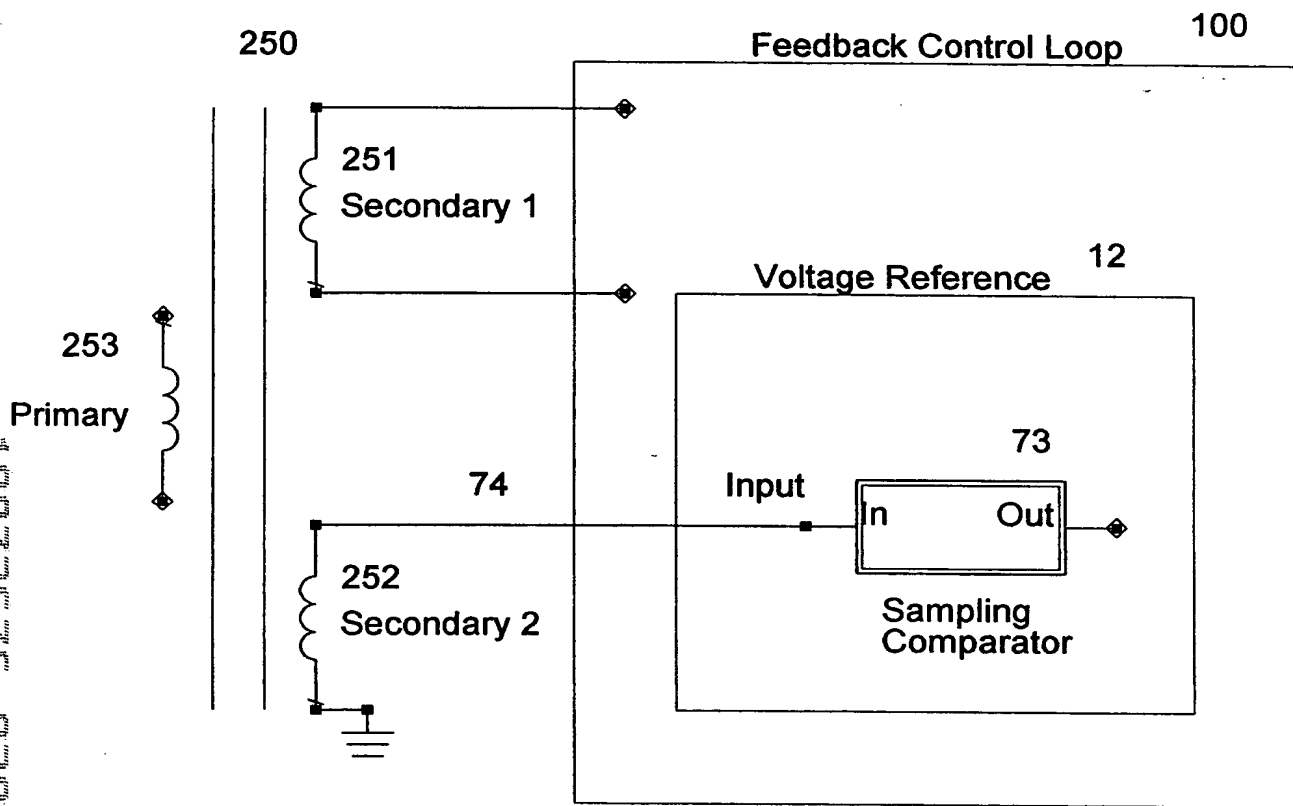 100
250
Feedback Control Loop
251
Secondary 1
12
Voltage Reference
253
Primary
73
74
Input
In
Out
252
Secondary 2
Sampling
Comparator